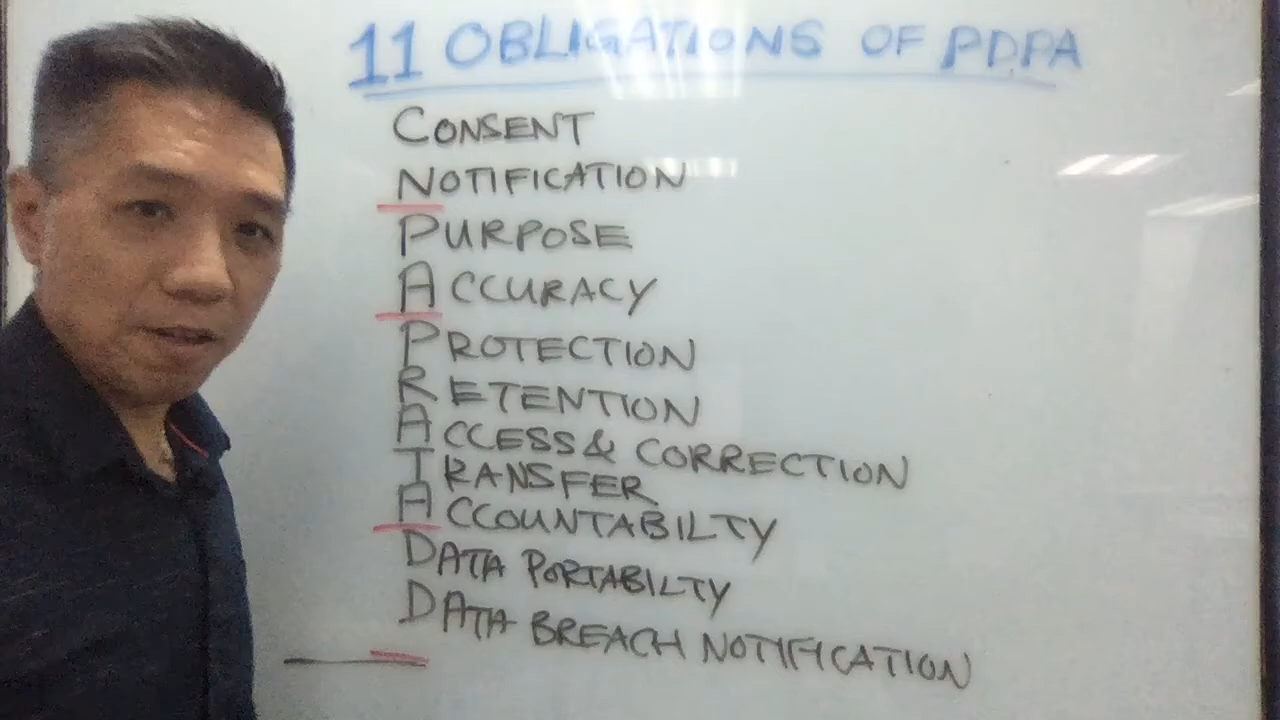 11 OBLIGATIONS OF PDPA
CONSENT
NOTIFICATION
PURPOSE
ACCURACY
PROTECTION
RETENTION
ACCESS & CORRECTION
TRANSFER
ACCOUNTABILTY
DATA PORTABILTY
DATA BREACH NOTIFICATION